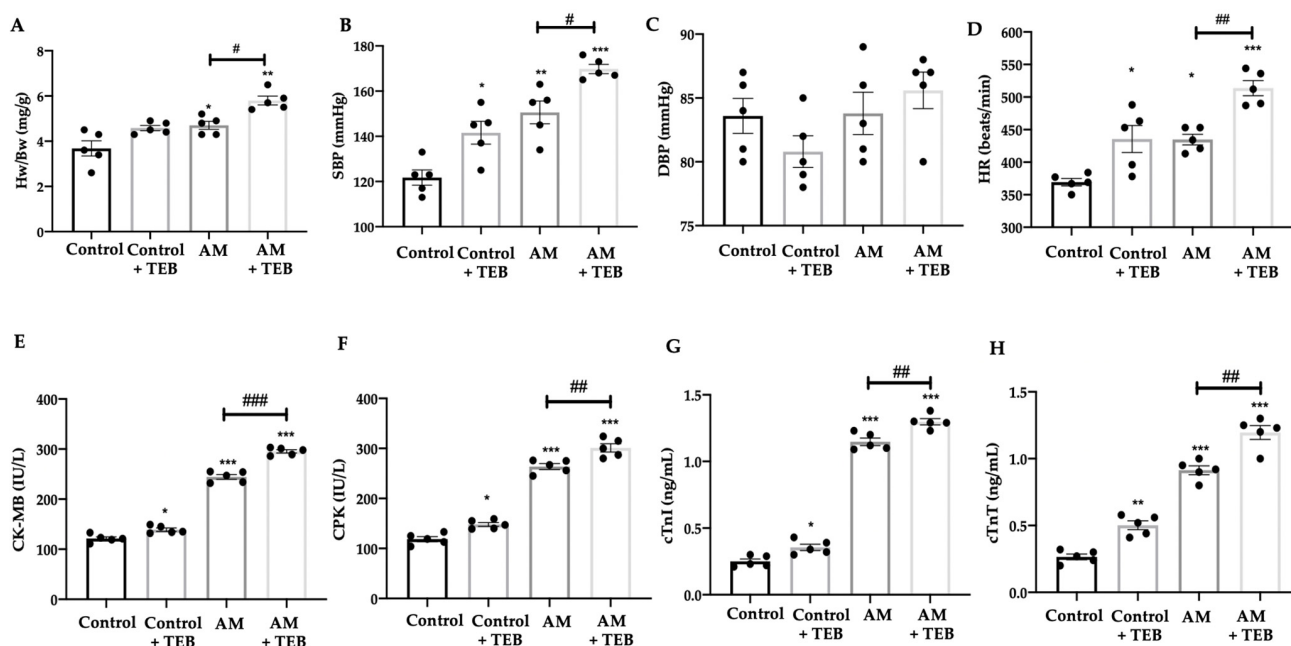 A
Hw/Bw (mg/g)
8
6
4
2
0
*
**
#
Control
Control
+ TEB
AM
AM
+ TEB
B
SBP (mmHg)
180
160
140
120
100
*
**
***
#
Control
Control
+ TEB
AM
AM
+ TEB
C
DBP (mmHg)
90
85
80
75
Control
Control
+ TEB
AM
AM
+ TEB
D
HR (beats/min)
600
550
500
450
400
350
300
*
*
***
##
Control
Control
+ TEB
AM
AM
+ TEB
E
CK-MB (IU/L)
400
300
200
100
0
*
***
***
###
Control
Control
+ TEB
AM
AM
+ TEB
F
CPK (IU/L)
400
300
200
100
0
*
***
***
##
Control
Control
+ TEB
AM
AM
+ TEB
G
cTnI (ng/mL)
1.5
1.0
0.5
0.0
*
***
***
##
Control
Control
+ TEB
AM
AM
+ TEB
H
cTnT (ng/mL)
1.5
1.0
0.5
0.0
**
***
***
##
Control
Control
+ TEB
AM
AM
+ TEB